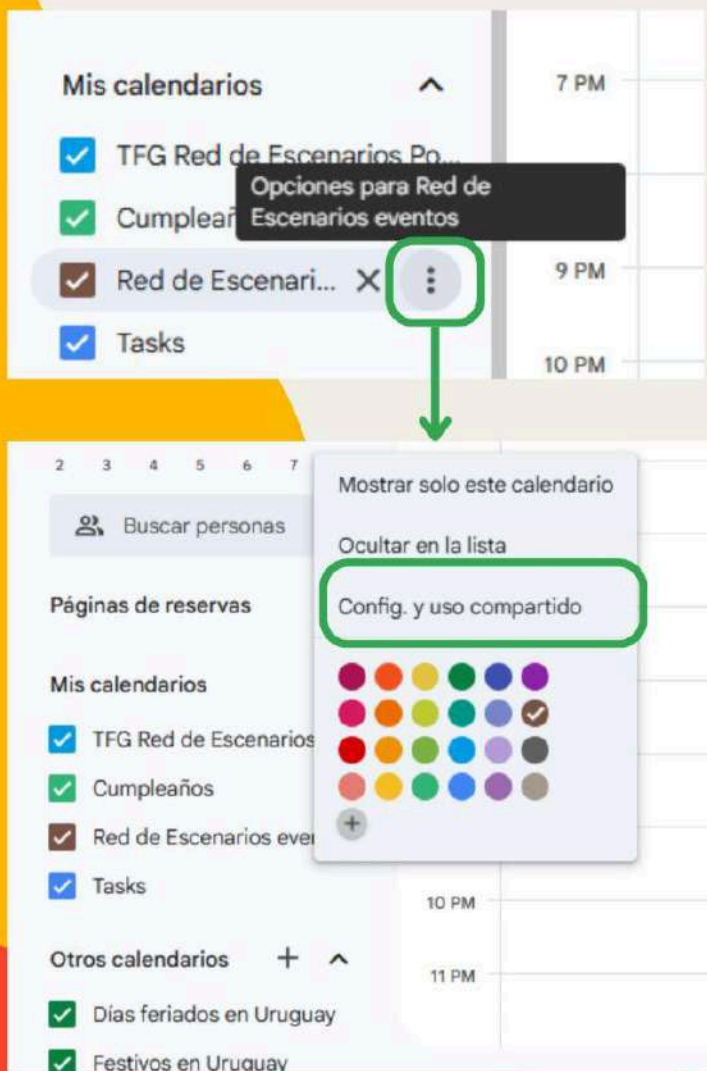 Mis calendarios
7 PM
TFG Red de Escenarios Po...
Opciones para Red de
Escenarios eventos
Cumpleañ
Red de Escenari...
9 PM
Tasks
10 PM
2 3 4 5 6 7
Mostrar solo este calendario
Buscar personas
Ocultar en la lista
Páginas de reservas
Config. y uso compartido
Mis calendarios
TFG Red de Escenarios
Cumpleaños
Red de Escenarios eve
Tasks
10 PM
Otros calendarios
11 PM
Días feriados en Uruguay
Festivos en Uruguay